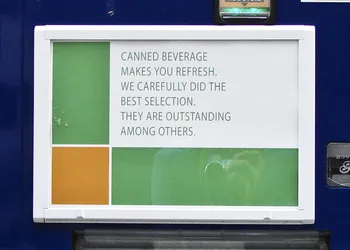 CANNED BEVERAGE
MAKES YOU REFRESH.
WE CAREFULLY DID THE
BEST SELECTION.
THEY ARE OUTSTANDING
AMONG OTHERS.